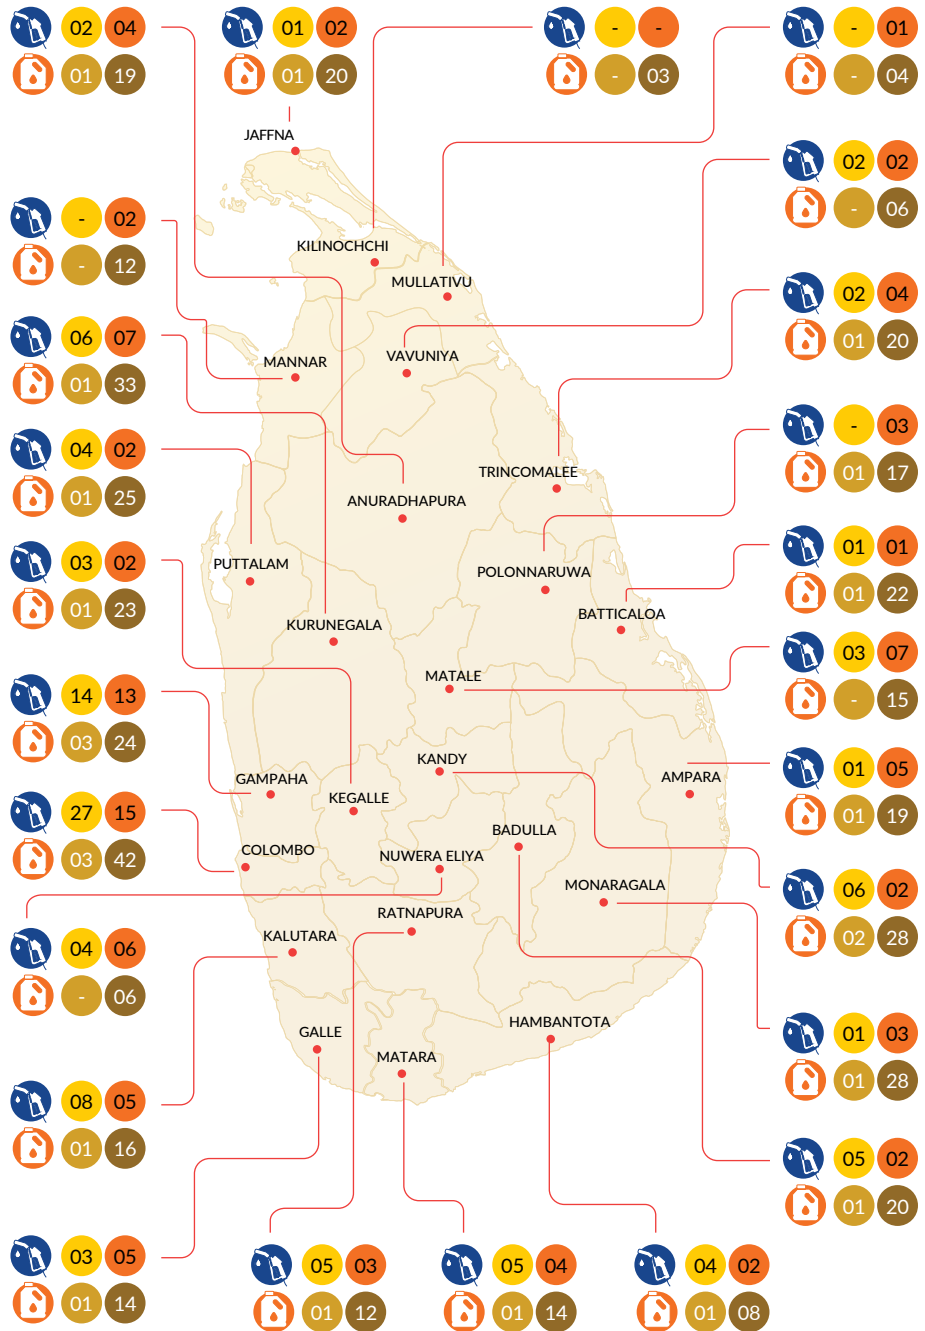 02 04
01 19
01 02
01 20
- -
- 03
- 01
- 04
JAFFNA
02 02
- 06
- 02
- 12
KILINOCHCHI
MULLATIVU
02 04
01 20
06 07
01 33
MANNAR
VAVUNIYA
- 03
01 17
04 02
01 25
TRINCOMALEE
ANURADHAPURA
03 02
01 23
PUTTALAM
POLONNARUWA
01 01
01 22
KURUNEGALA
BATTICALOA
03 07
- 15
MATALE
14 13
03 24
KANDY
GAMPAHA
KEGALLE
AMPARA
01 05
01 19
27 15
03 42
COLOMBO
BADULLA
NUWERA ELIYA
MONARAGALA
06 02
02 28
RATNAPURA
KALUTARA
04 06
- 06
GALLE
MATARA
HAMBANTOTA
01 03
01 28
08 05
01 16
05 02
01 20
03 05
01 14
05 03
01 12
05 04
01 14
04 02
01 08